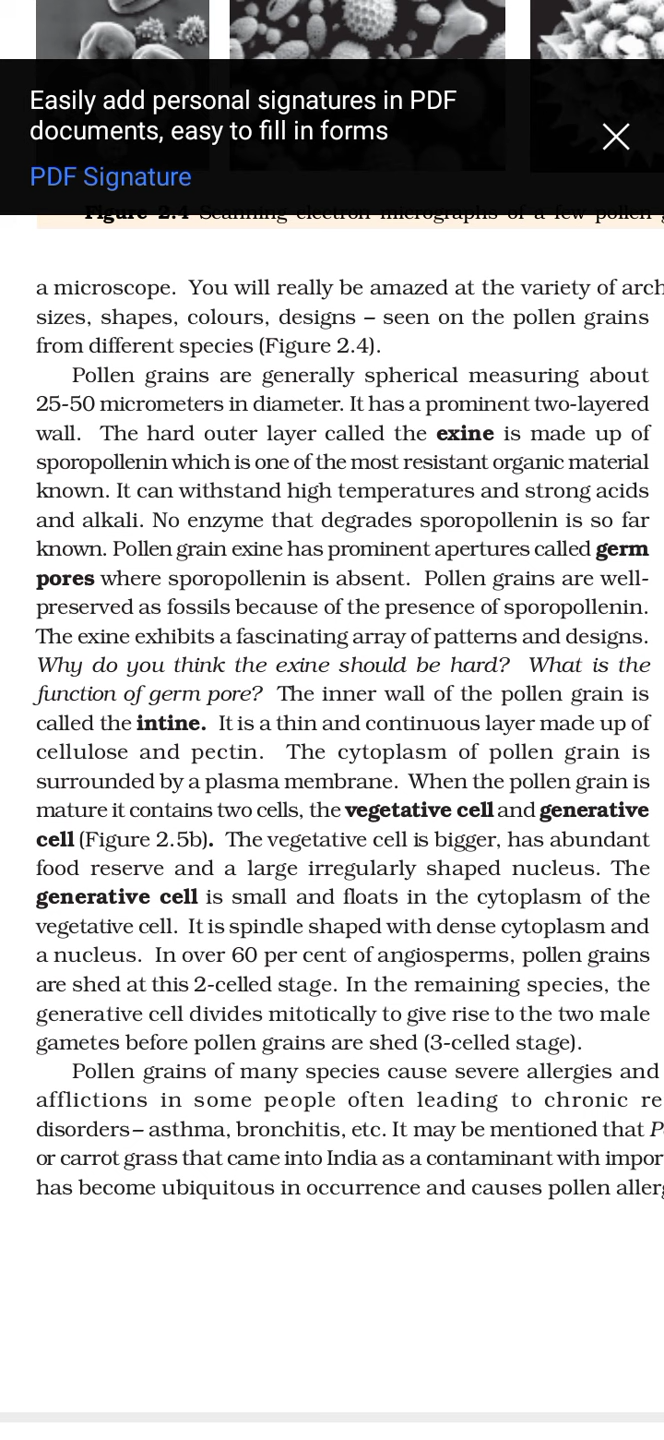 Easily add personal signatures in PDF
documents, easy to fill in forms
PDF Signature
Figure 2.4 Scanning electron micrographs of a few pollen
a microscope. You will really be amazed at the variety of arch
sizes, shapes, colours, designs – seen on the pollen grains
from different species (Figure 2.4).
Pollen grains are generally spherical measuring about
25-50 micrometers in diameter. It has a prominent two-layered
wall. The hard outer layer called the exine is made up of
sporopollenin which is one of the most resistant organic material
known. It can withstand high temperatures and strong acids
and alkali. No enzyme that degrades sporopollenin is so far
known. Pollen grain exine has prominent apertures called germ
pores where sporopollenin is absent. Pollen grains are well-
preserved as fossils because of the presence of sporopollenin.
The exine exhibits a fascinating array of patterns and designs.
Why do you think the exine should be hard? What is the
function of germ pore? The inner wall of the pollen grain is
called the intine. It is a thin and continuous layer made up of
cellulose and pectin. The cytoplasm of pollen grain is
surrounded by a plasma membrane. When the pollen grain is
mature it contains two cells, the vegetative cell and generative
cell (Figure 2.5b). The vegetative cell is bigger, has abundant
food reserve and a large irregularly shaped nucleus. The
generative cell is small and floats in the cytoplasm of the
vegetative cell. It is spindle shaped with dense cytoplasm and
a nucleus. In over 60 per cent of angiosperms, pollen grains
are shed at this 2-celled stage. In the remaining species, the
generative cell divides mitotically to give rise to the two male
gametes before pollen grains are shed (3-celled stage).
Pollen grains of many species cause severe allergies and
afflictions in some people often leading to chronic re
disorders – asthma, bronchitis, etc. It may be mentioned that P
or carrot grass that came into India as a contaminant with impor
has become ubiquitous in occurrence and causes pollen allerg